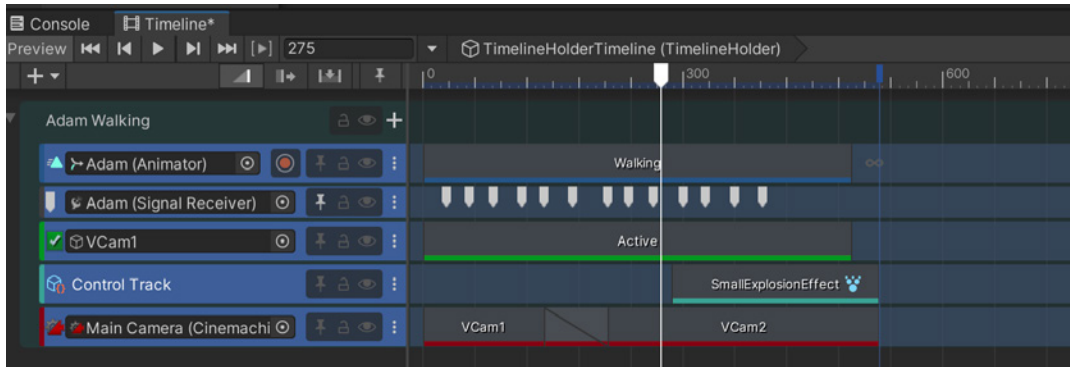 Console Timeline*
Preview 275 TimelineHolderTimeline (TimelineHolder)
0 300 600
Adam Walking
Adam (Animator) Walking
Adam (Signal Receiver)
VCam1 Active
Control Track SmallExplosionEffect
Main Camera (Cinemachi VCam1 VCam2